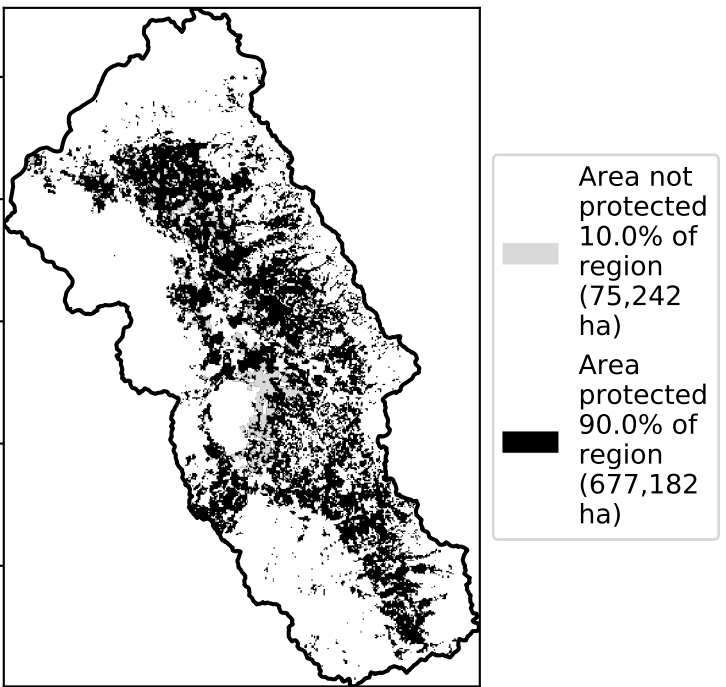 Area not
protected
10.0% of
region
(75,242
ha)
Area
protected
90.0% of
region
(677,182
ha)